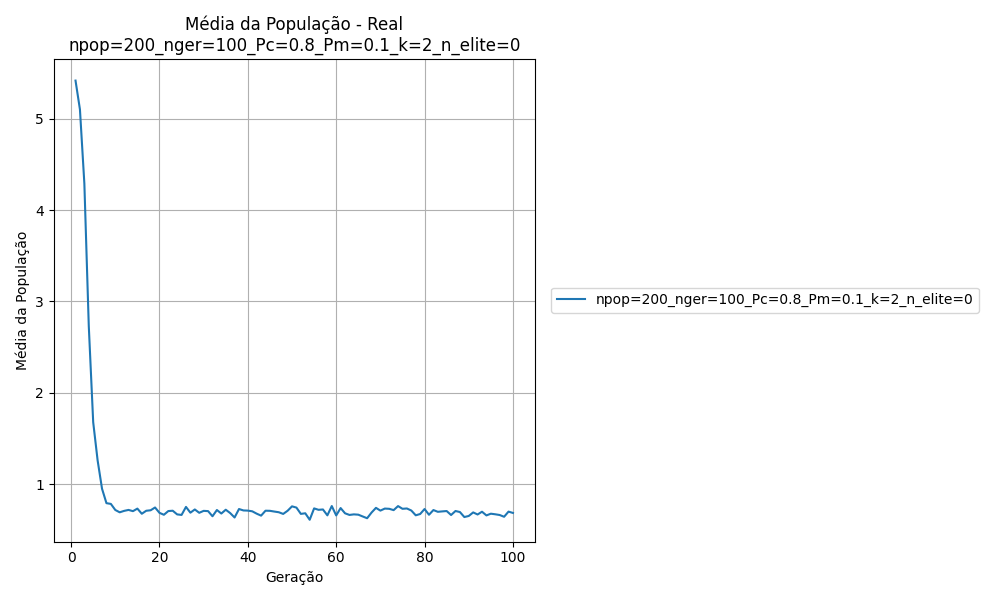 Média da População - Real
npop=200_nger=100_Pc=0.8_Pm=0.1_k=2_n_elite=0
Média da População
5
4
3
2
1
0 20 40 60 80 100
Geração
npop=200_nger=100_Pc=0.8_Pm=0.1_k=2_n_elite=0